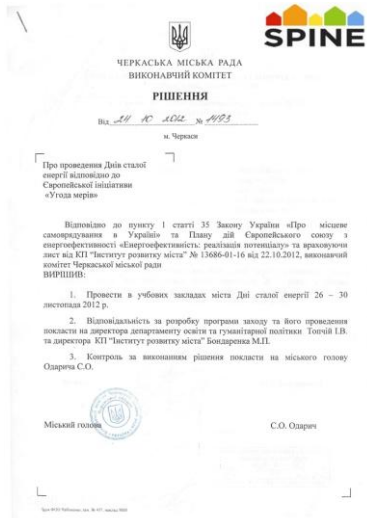 SPINE
ЧЕРКАСЬКА МІСЬКА РАДА
ВИКОНАВЧИЙ КОМІТЕТ
РІШЕННЯ
Від 24 10 2012 № 1493
м. Черкаси
Про проведення Днів сталої
енергії відповідно до
Європейської ініціативи
«Угода мерів»
Відповідно до пункту 1 статті 35 Закону України «Про місцеве
самоврядування в Україні» та Плану дій Європейського союзу з
енергоефективності «Енергоефективність: реалізація потенціалу» та враховуючи
лист від КП “Інститут розвитку міста” № 13686-01-16 від 22.10.2012, виконавчий
комітет Черкаської міської ради
ВИРІШИВ:
1. Провести в учбових закладах міста Дні сталої енергії 26 – 30
листопада 2012 р.
2. Відповідальність за розробку програми заходу та його проведення
покласти на директора департаменту освіти та гуманітарної політики Топчій І.В.
та директора КП “Інститут розвитку міста” Бондаренка М.П.
3. Контроль за виконанням рішення покласти на міського голову
Одарича С.О.
Міський голова
С.О. Одарич